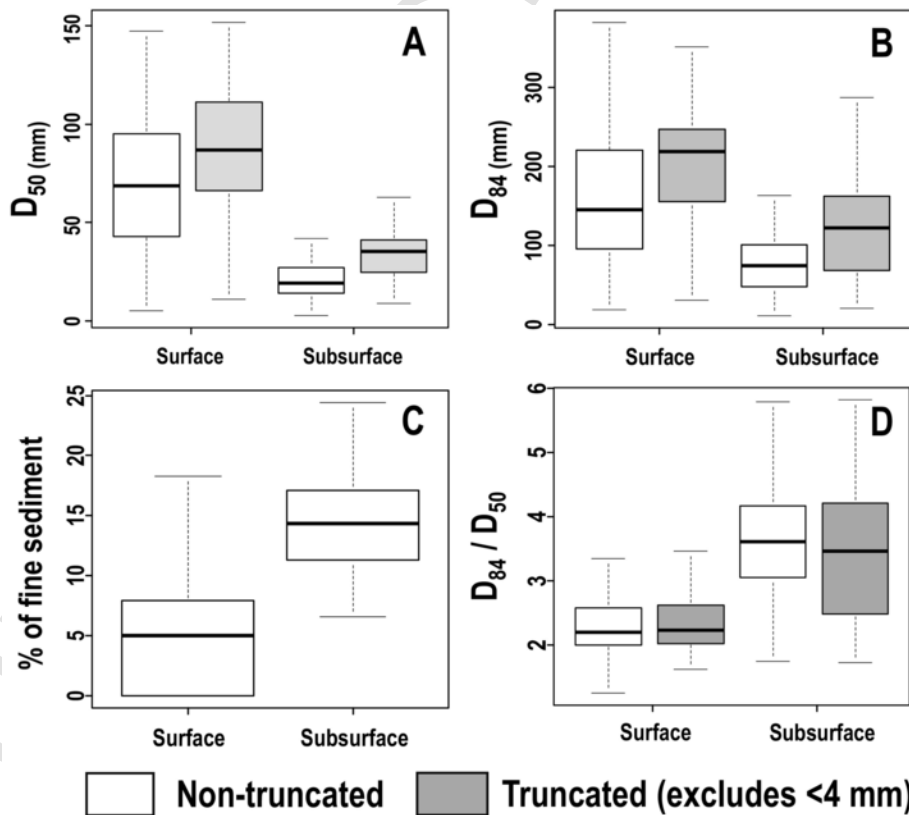 A
D50 (mm)
150
100
50
0
Surface Subsurface
B
D84 (mm)
300
200
100
0
Surface Subsurface
C
% of fine sediment
25
20
15
10
5
0
Surface Subsurface
D
D84 / D50
6
5
4
3
2
Surface Subsurface
Non-truncated Truncated (excludes <4 mm)